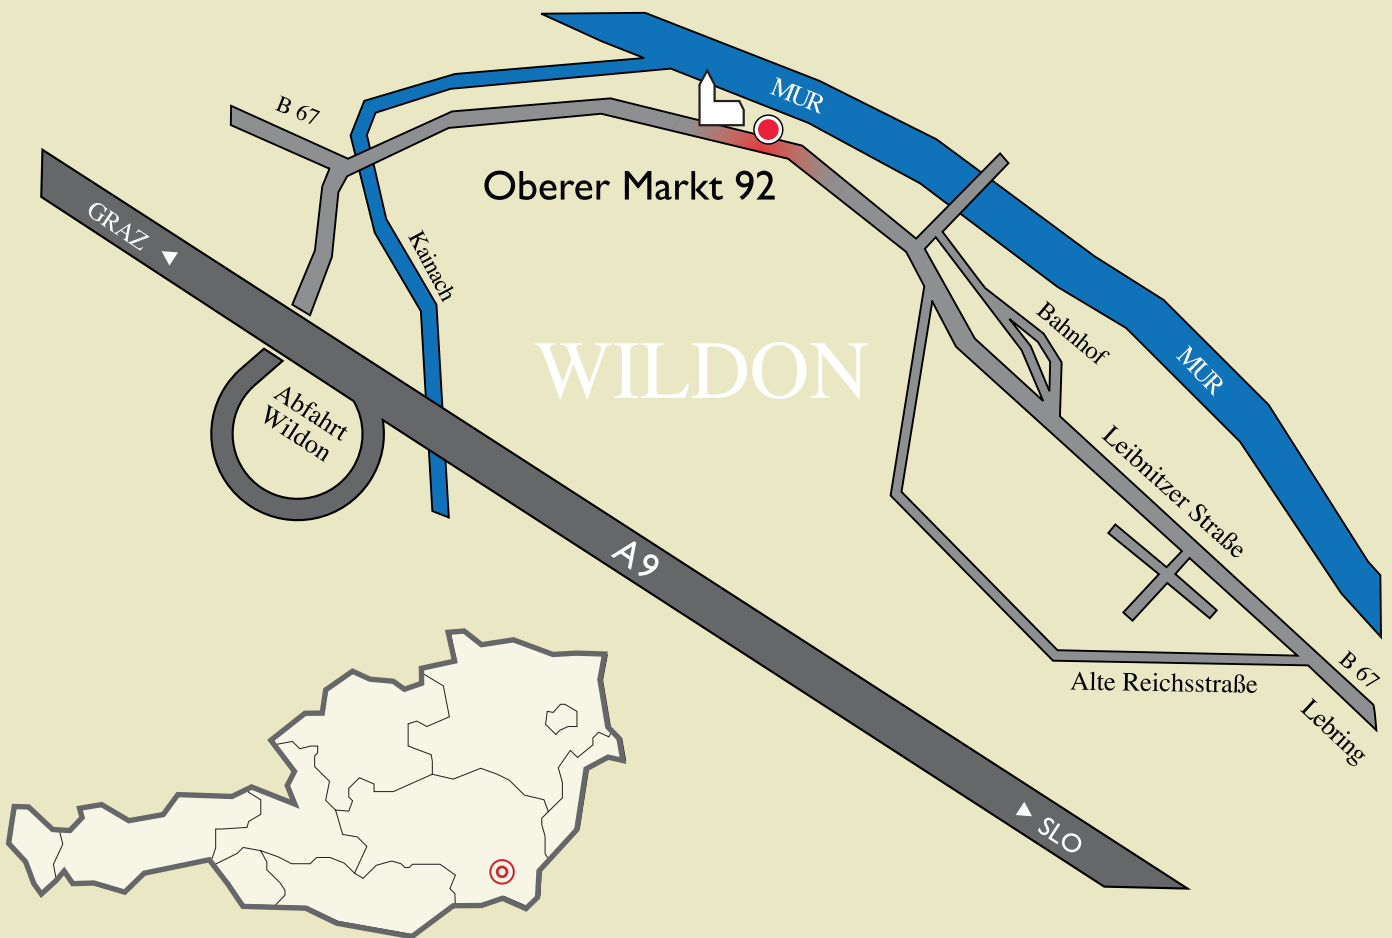 B 67
MUR
Oberer Markt 92
GRAZ
Kainach
Bahnhof
WILDON
MUR
Abfahrt
Wildon
Leibnitzer Straße
A9
B 67
Alte Reichsstraße
Lebring
SLO